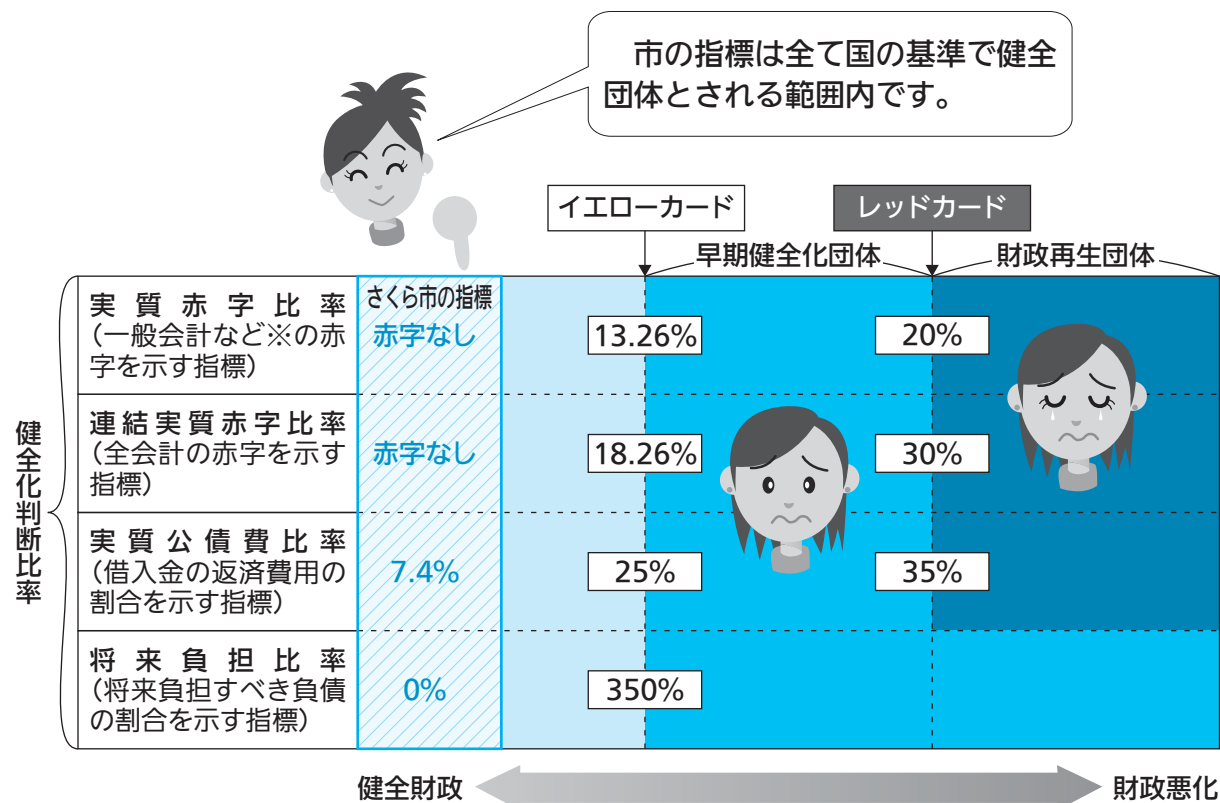 市の指標は全て国の基準で健全
団体とされる範囲内です。
イエローカード
レッドカード
早期健全化団体
財政再生団体
健全化判断比率
さくら市の指標
実質赤字比率
(一般会計など※の赤
字を示す指標)
赤字なし
13.26%
20%
連結実質赤字比率
(全会計の赤字を示す
指標)
赤字なし
18.26%
30%
実質公債費比率
(借入金の返済費用の
割合を示す指標)
7.4%
25%
35%
将来負担比率
(将来負担すべき負債
の割合を示す指標)
0%
350%
健全財政
財政悪化